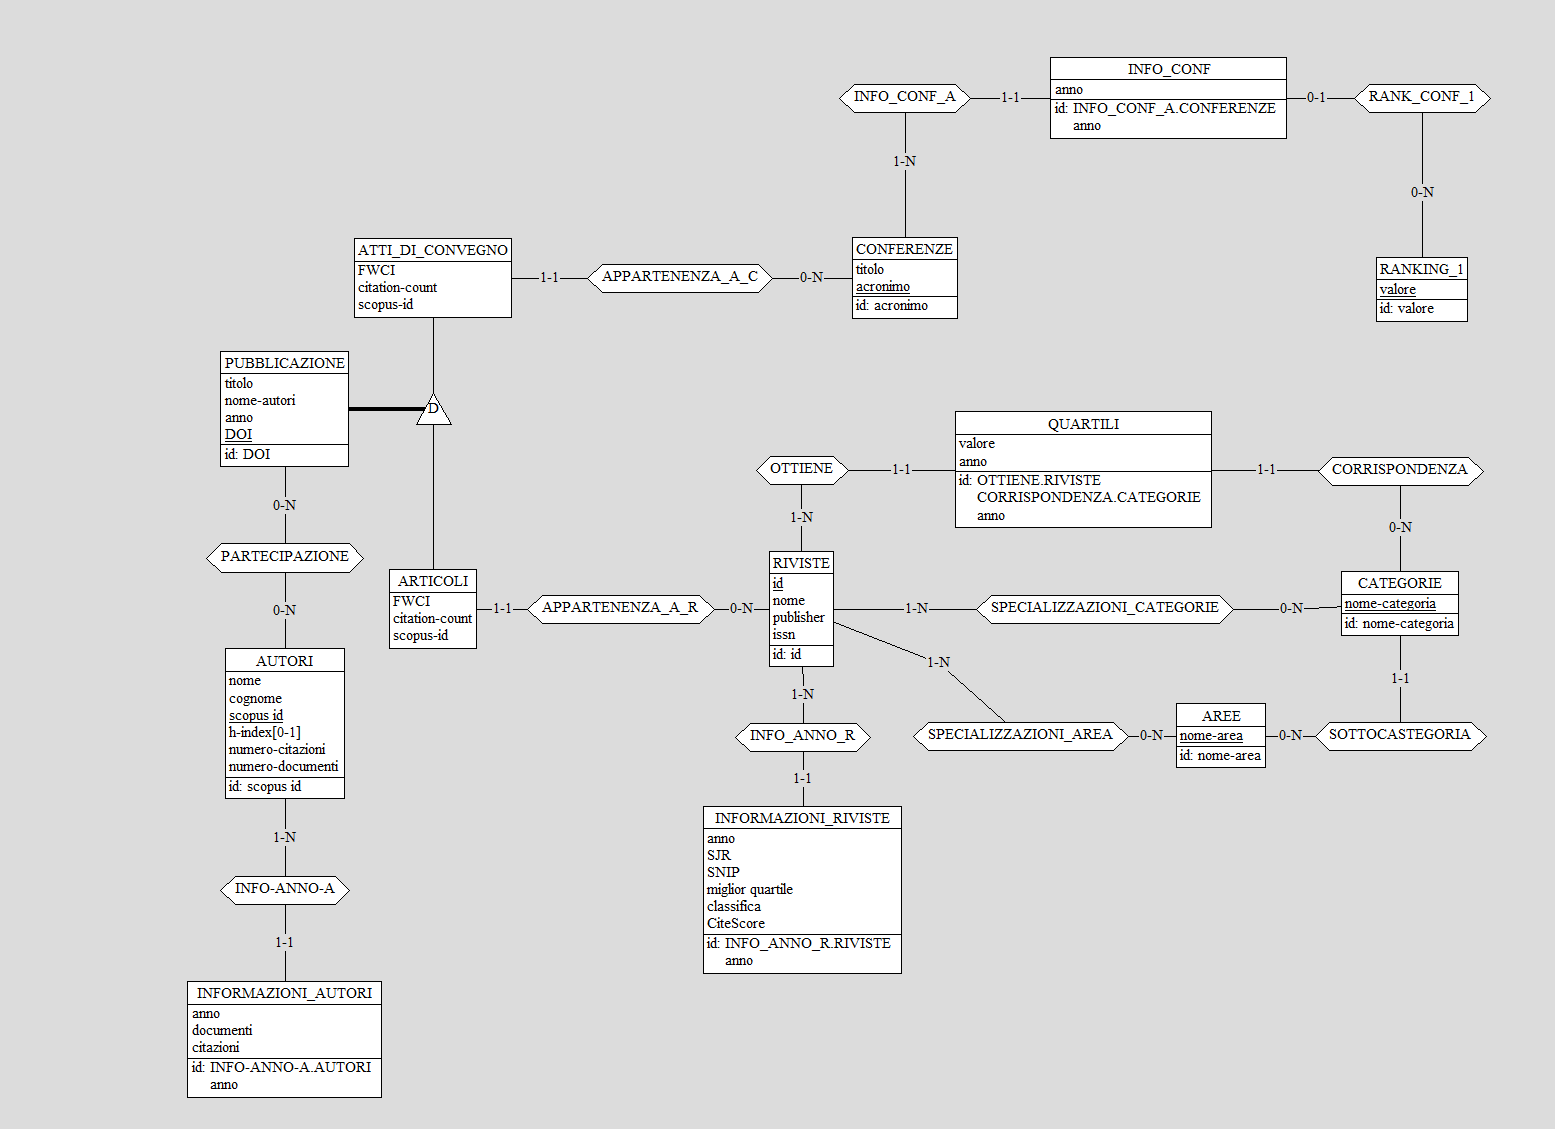 INFO_CONF
anno
id: INFO_CONF_A.CONFERENZE
anno
INFO_CONF_A
1-1
0-1
RANK_CONF_1
1-N
0-N
ATTI_DI_CONVEGNO
FWCI
citation-count
scopus-id
1-1
APPARTENENZA_A_C
0-N
CONFERENZE
titolo
acronimo
id: acronimo
RANKING_1
valore
id: valore
PUBBLICAZIONE
titolo
nome-autori
anno
DOI
id: DOI
D
QUARTILI
valore
anno
id: OTTIENE.RIVISTE
CORRISPONDENZA.CATEGORIE
anno
OTTIENE
1-1
1-1
CORRISPONDENZA
0-N
1-N
0-N
PARTECIPAZIONE
0-N
ARTICOLI
FWCI
citation-count
scopus-id
1-1
APPARTENENZA_A_R
0-N
RIVISTE
id
nome
publisher
issn
id: id
1-N
SPECIALIZZAZIONI_CATEGORIE
0-N
CATEGORIE
nome-categoria
id: nome-categoria
AUTORI
nome
cognome
scopus id
h-index[0-1]
numero-citazioni
numero-documenti
id: scopus id
1-N
1-N
1-1
INFO_ANNO_R
SPECIALIZZAZIONI_AREA
0-N
AREE
nome-area
id: nome-area
0-N
SOTTOCASTEGORIA
1-1
INFORMAZIONI_RIVISTE
anno
SJR
SNIP
miglior quartile
classifica
CiteScore
id: INFO_ANNO_R.RIVISTE
anno
1-N
INFO-ANNO-A
1-1
INFORMAZIONI_AUTORI
anno
documenti
citazioni
id: INFO-ANNO-A.AUTORI
anno